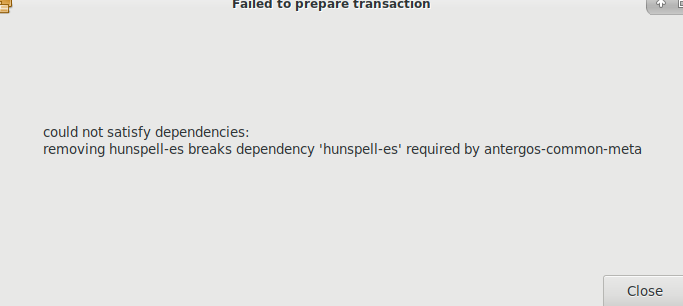 Failed to prepare transaction
could not satisfy dependencies:
removing hunspell-es breaks dependency 'hunspell-es' required by antergos-common-meta
Close